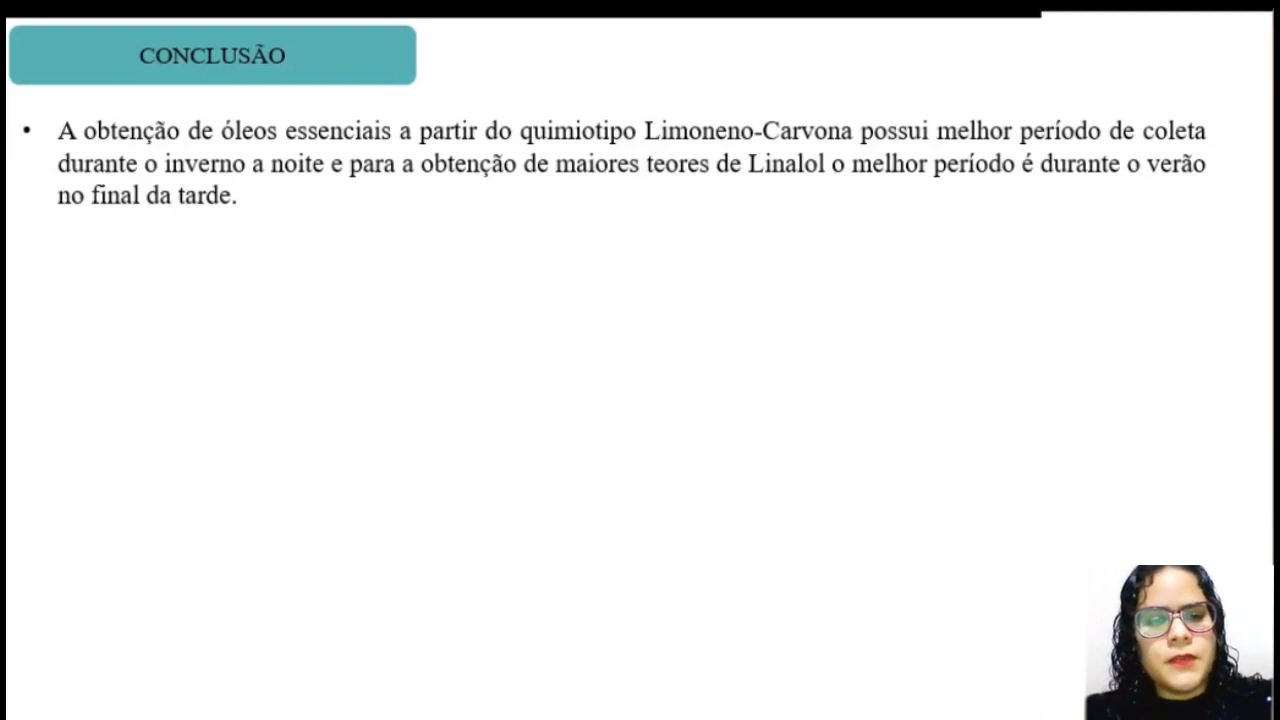 CONCLUSÃO
• A obtenção de óleos essenciais a partir do quimiotipo Limoneno-Carvona possui melhor período de coleta
durante o inverno a noite e para a obtenção de maiores teores de Linalol o melhor período é durante o verão
no final da tarde.